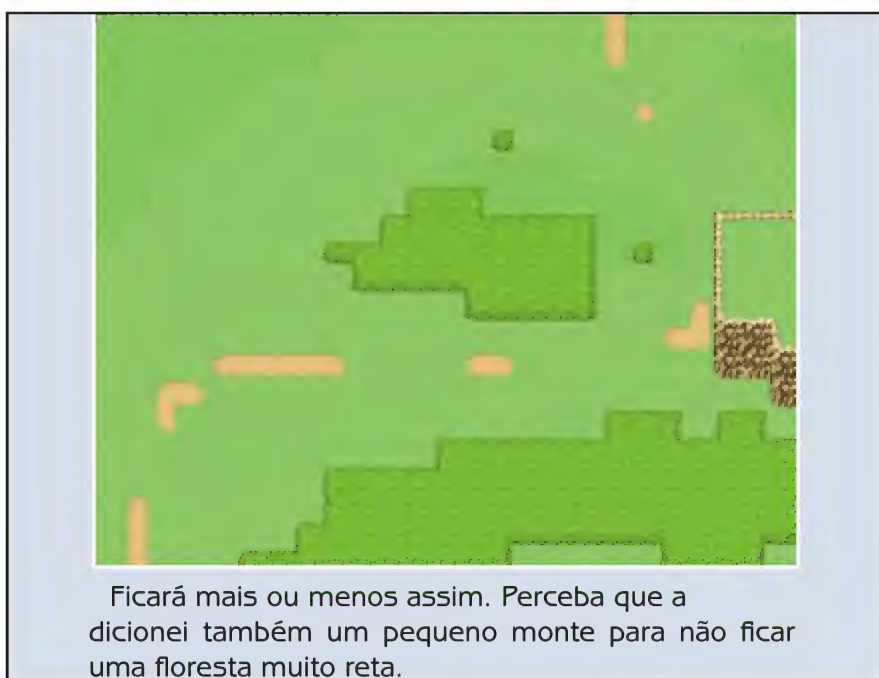 Ficará mais ou menos assim. Perceba que a
dicionei também um pequeno monte para não ficar
uma floresta muito reta.